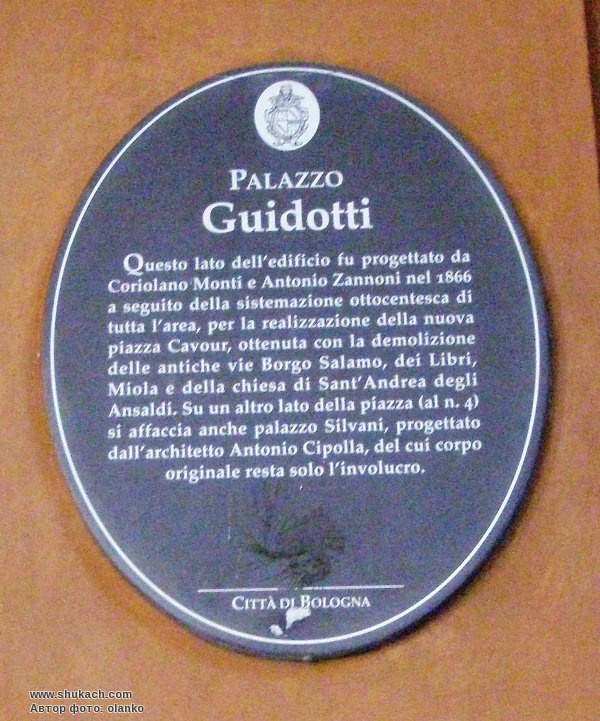 Palazzo
Guidotti
Questo lato dell'edificio fu progettato da
Coriolano Monti e Antonio Zannoni nel 1866
a seguito della sistemazione ottocentesca di
tutta l'area, per la realizzazione della nuova
piazza Cavour, ottenuta con la demolizione
delle antiche vie Borgo Salamo, dei Libri,
Miola e della chiesa di Sant'Andrea degli
Ansaldi. Su un altro lato della piazza (al n. 4)
si affaccia anche palazzo Silvani, progettato
dall'architetto Antonio Cipolla, del cui corpo
originale resta solo l'involucro.
Città di Bologna
www.shukach.com
Автор фото: olanko